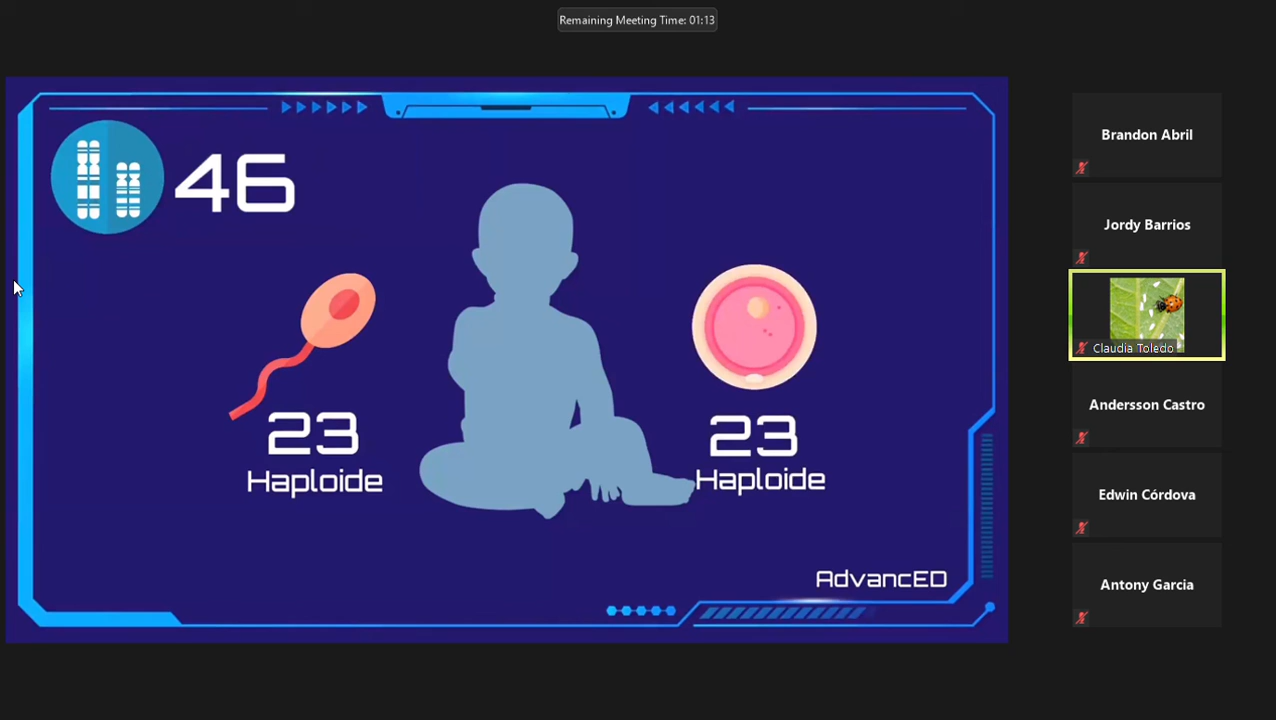 Remaining Meeting Time: 01:13
46
23
Haploide
23
Haploide
AdvancED
Brandon Abril
Jordy Barrios
Claudia Toledo
Andersson Castro
Edwin Córdova
Antony Garcia